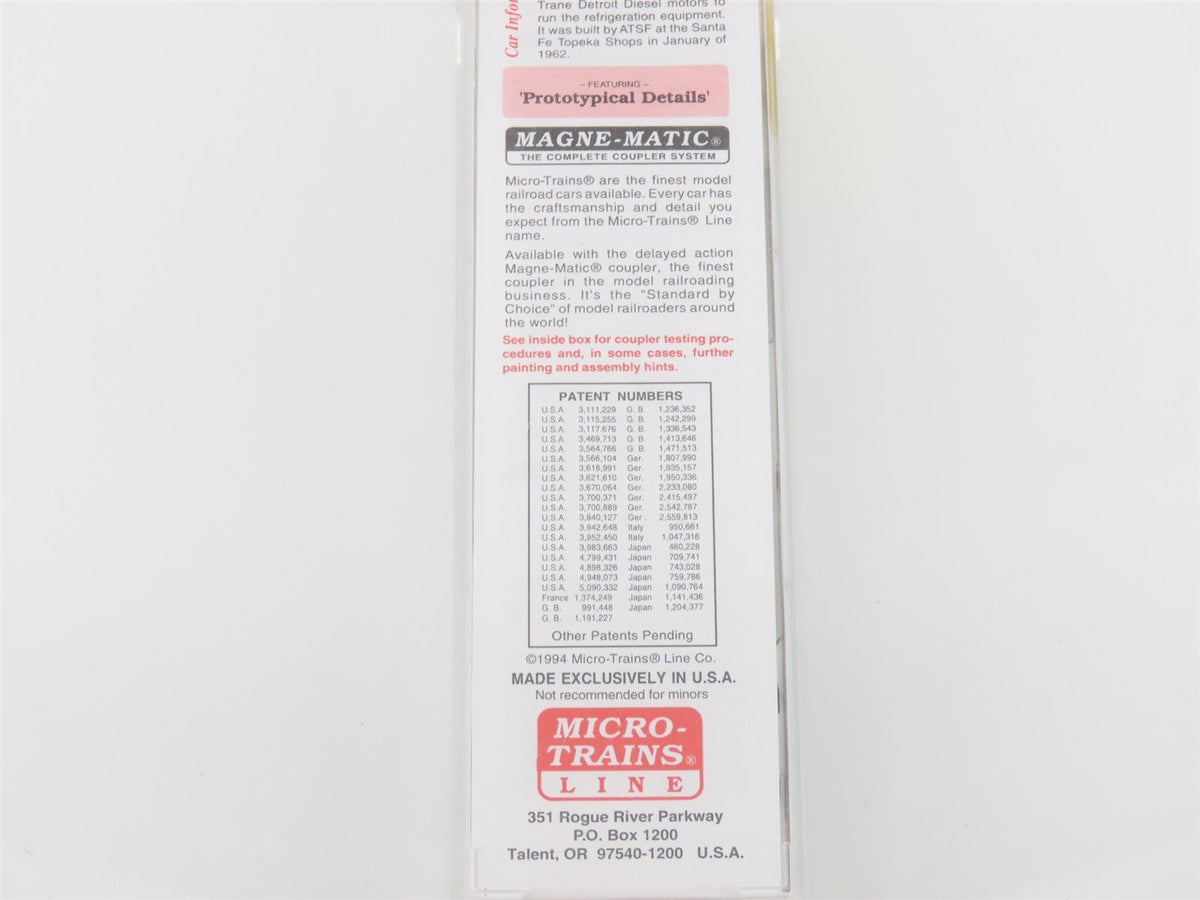 Car Infor
Trane Detroit Diesel motors to
run the refrigeration equipment.
It was built by ATSF at the Santa
Fe Topeka Shops in January of
1962.
-- FEATURING --
'Prototypical Details'
MAGNE-MATIC®
THE COMPLETE COUPLER SYSTEM
Micro-Trains® are the finest model
railroad cars available. Every car has
the craftsmanship and detail you
expect from the Micro-Trains® Line
name.
Available with the delayed action
Magne-Matic® coupler, the finest
coupler in the model railroading
business. It's the "Standard by
Choice" of model railroaders around
the world!
See inside box for coupler testing pro-
cedures and, in some cases, further
painting and assembly hints.
PATENT NUMBERS
U.S.A. 3,111,229 G. B. 1,236,352
U.S.A. 3,115,255 G. B. 1,242,299
U.S.A. 3,117,676 G. B. 1,336,543
U.S.A. 3,469,713 G. B. 1,413,646
U.S.A. 3,564,766 G. B. 1,471,513
U.S.A. 3,566,104 Ger. 1,807,990
U.S.A. 3,618,991 Ger. 1,935,157
U.S.A. 3,621,610 Ger. 1,950,336
U.S.A. 3,670,064 Ger. 2,233,080
U.S.A. 3,700,371 Ger. 2,415,497
U.S.A. 3,700,889 Ger. 2,542,787
U.S.A. 3,840,127 Ger. 2,559,813
U.S.A. 3,942,648 Italy 950,661
U.S.A. 3,952,450 Italy 1,047,316
U.S.A. 3,983,663 Japan 460,228
U.S.A. 4,799,431 Japan 709,741
U.S.A. 4,898,326 Japan 743,028
U.S.A. 4,948,073 Japan 759,786
U.S.A. 5,090,332 Japan 1,090,764
France 1,374,249 Japan 1,141,436
G. B. 991,448 Japan 1,204,377
G. B. 1,191,227
Other Patents Pending
©1994 Micro-Trains® Line Co.
MADE EXCLUSIVELY IN U.S.A.
Not recommended for minors
MICRO-
TRAINS®
LINE
351 Rogue River Parkway
P.O. Box 1200
Talent, OR 97540-1200 U.S.A.